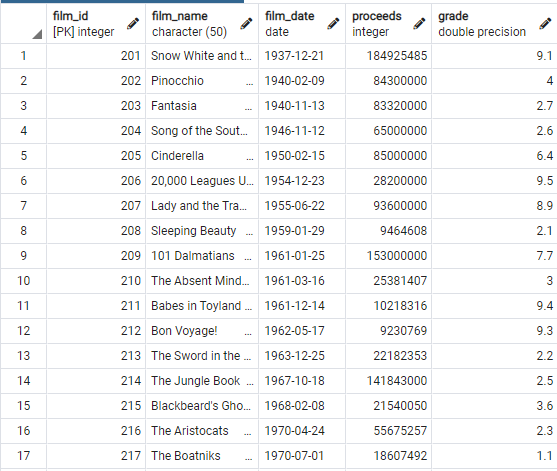 film_id film_name film_date proceeds grade
[PK] integer character (50) date integer double precision
1 201 Snow White and t... 1937-12-21 184925485 9.1
2 202 Pinocchio ... 1940-02-09 84300000 4
3 203 Fantasia ... 1940-11-13 83320000 2.7
4 204 Song of the Sout... 1946-11-12 65000000 2.6
5 205 Cinderella ... 1950-02-15 85000000 6.4
6 206 20,000 Leagues U... 1954-12-23 28200000 9.5
7 207 Lady and the Tra... 1955-06-22 93600000 8.9
8 208 Sleeping Beauty ... 1959-01-29 9464608 2.1
9 209 101 Dalmatians ... 1961-01-25 153000000 7.7
10 210 The Absent Mind... 1961-03-16 25381407 3
11 211 Babes in Toyland ... 1961-12-14 10218316 9.4
12 212 Bon Voyage! ... 1962-05-17 9230769 9.3
13 213 The Sword in the ... 1963-12-25 22182353 2.2
14 214 The Jungle Book ... 1967-10-18 141843000 2.5
15 215 Blackbeard's Gho... 1968-02-08 21540050 3.6
16 216 The Aristocats ... 1970-04-24 55675257 2.3
17 217 The Boatniks ... 1970-07-01 18607492 1.1